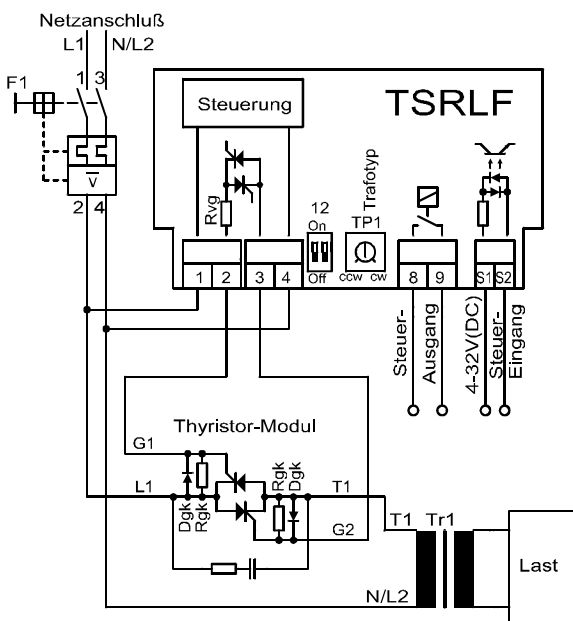 Netzanschluß
L1 N/L2
F1
1 3
V
2 4
TSRLF
Steuerung
Rvg
12
On
Off
Trafotyp
TP1
ccw cw
1 2 3 4 8 9 S1 S2
Steuer-
Ausgang
4-32V(DC)
Steuer-
Eingang
Thyristor-Modul
G1
L1
Dgk
Rgk
Rgk
Dgk
T1
G2
T1 Tr1
N/L2
Last